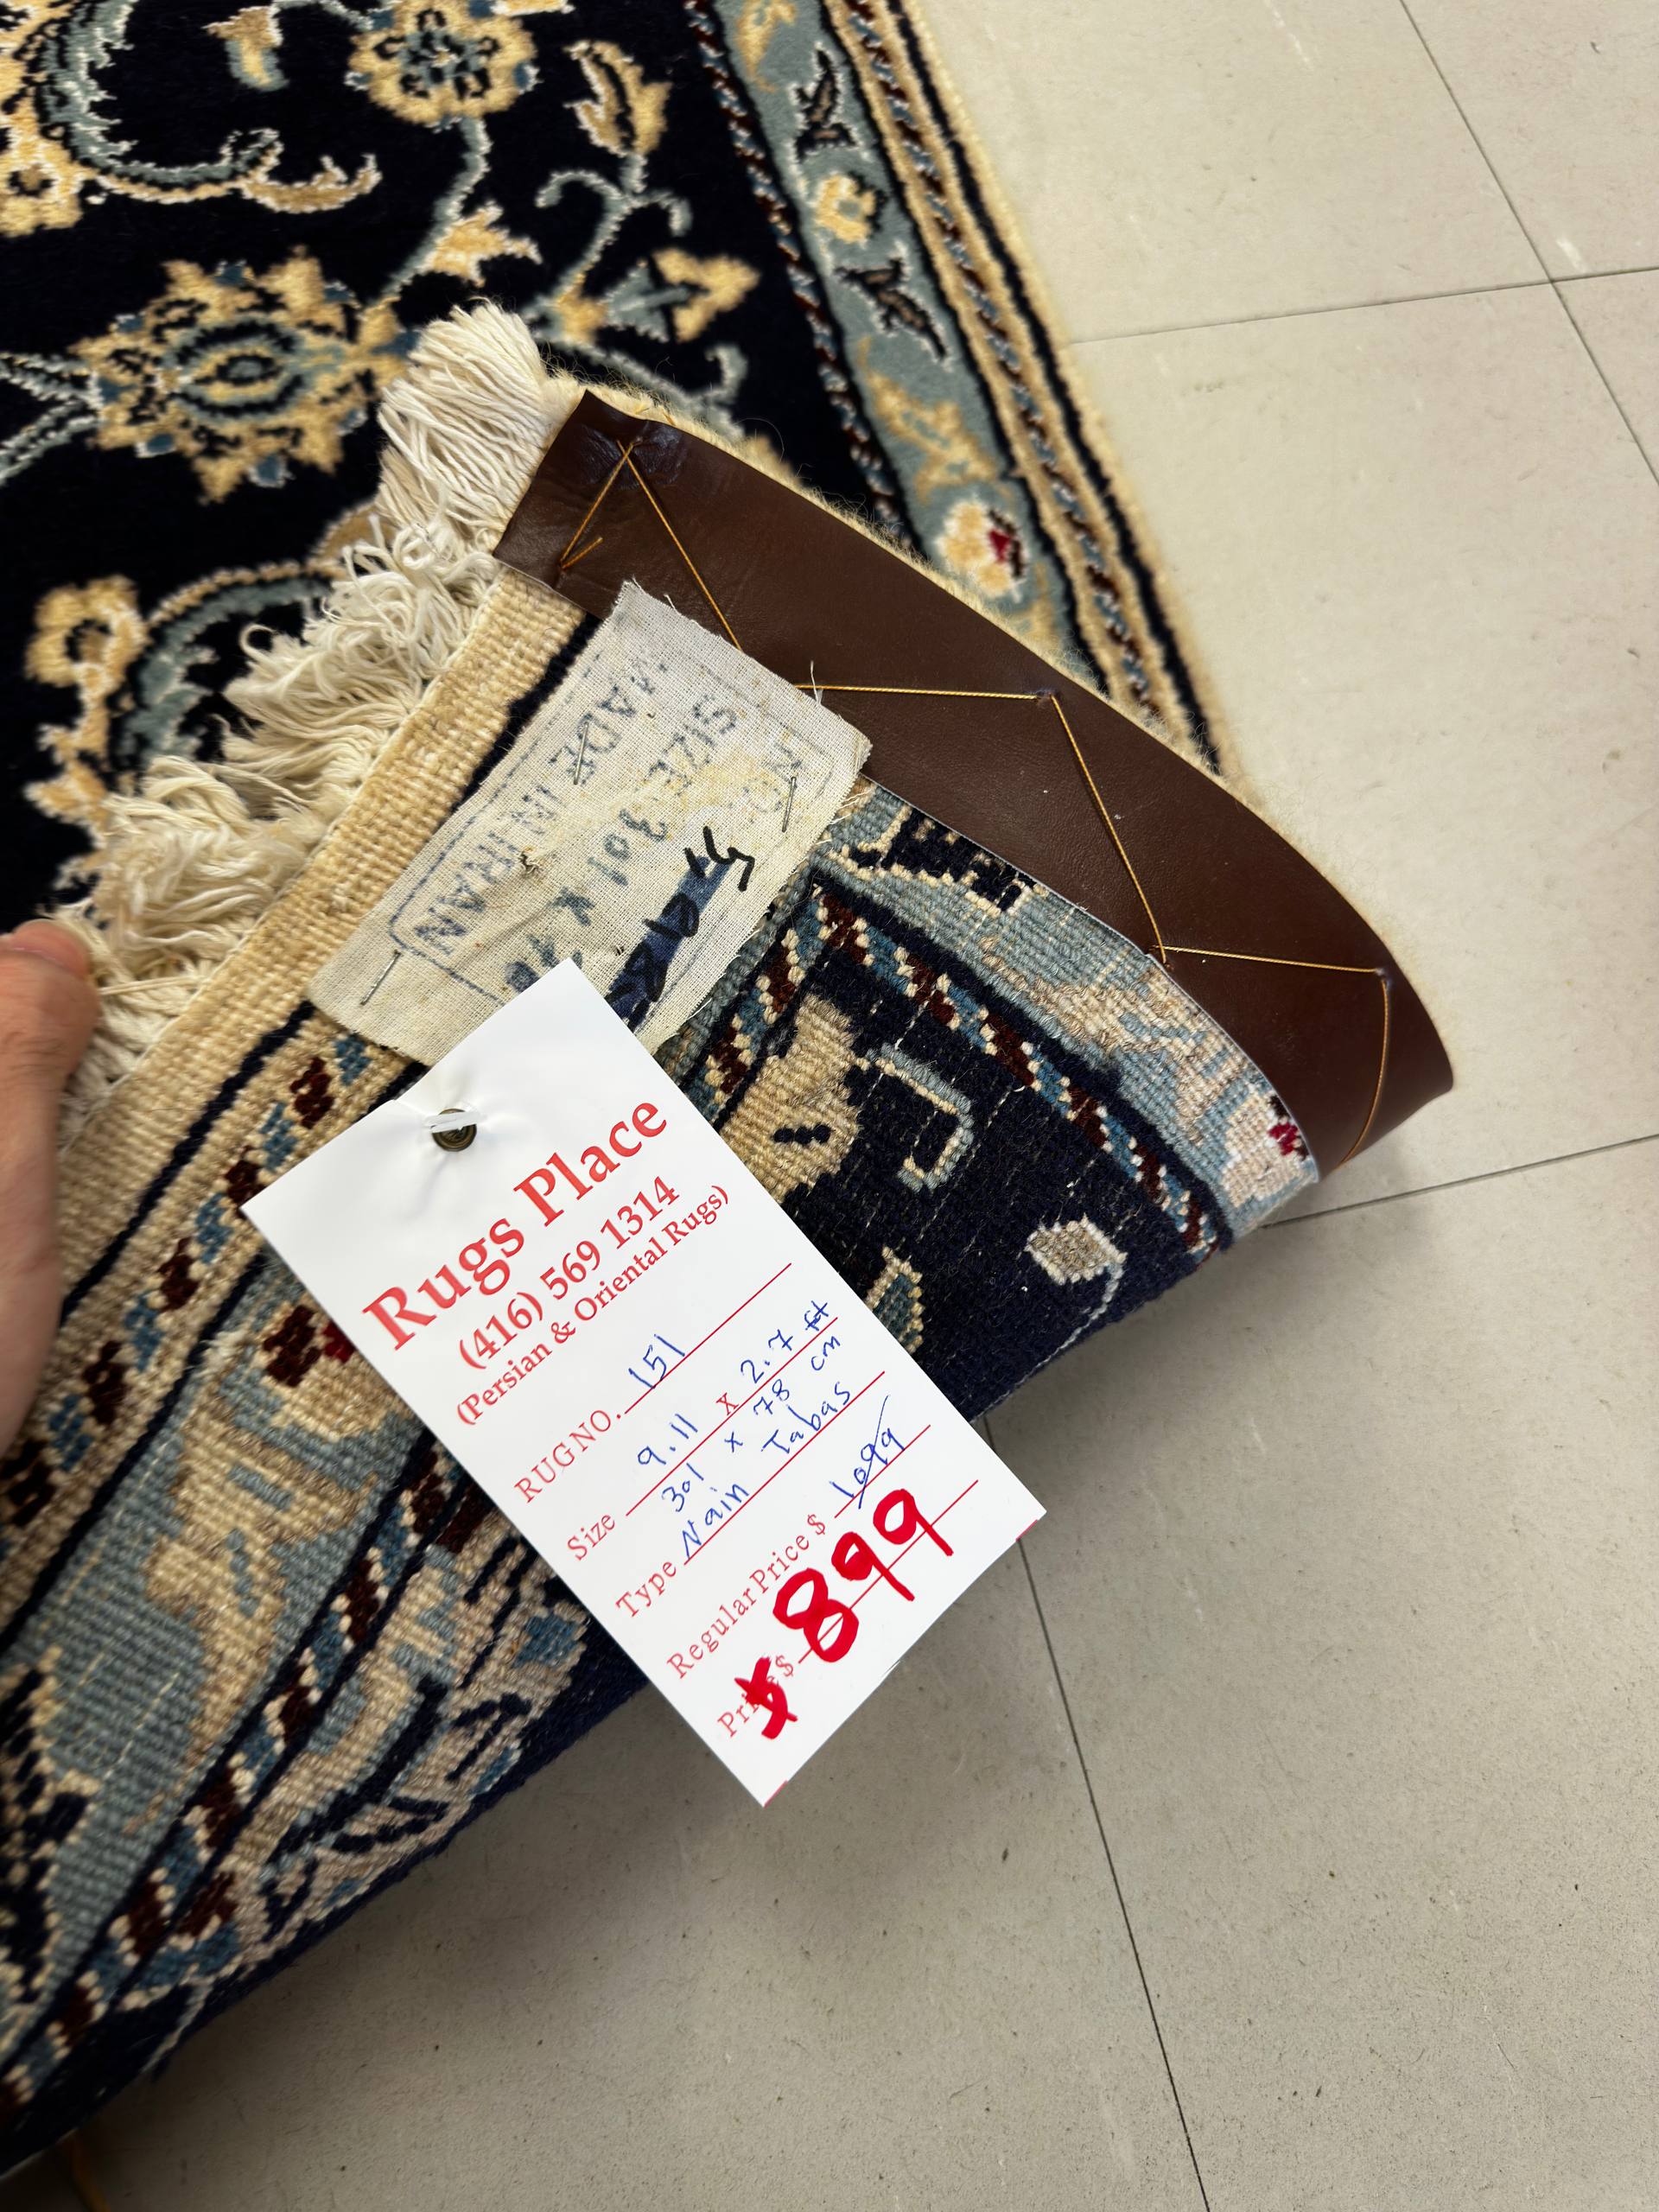 MADE IN IRAN
SIZE 301 X 78
Rugs Place
(416) 569 1314
(Persian & Oriental Rugs)
RUG NO. 151
Size 9.11 X 2.7 fot
301 x 78 cm
Type Nain Tabas
Regular Price $ 1099
Price $ 899